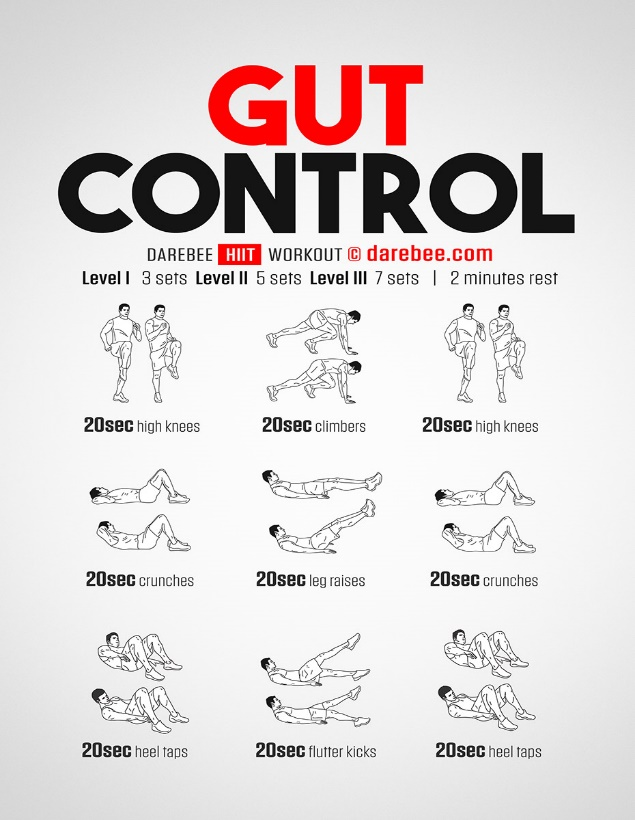 GUT
CONTROL
DAREBEE HIIT WORKOUT © darebee.com
Level I 3 sets Level II 5 sets Level III 7 sets | 2 minutes rest
20sec high knees
20sec climbers
20sec high knees
20sec crunches
20sec leg raises
20sec crunches
20sec heel taps
20sec flutter kicks
20sec heel taps